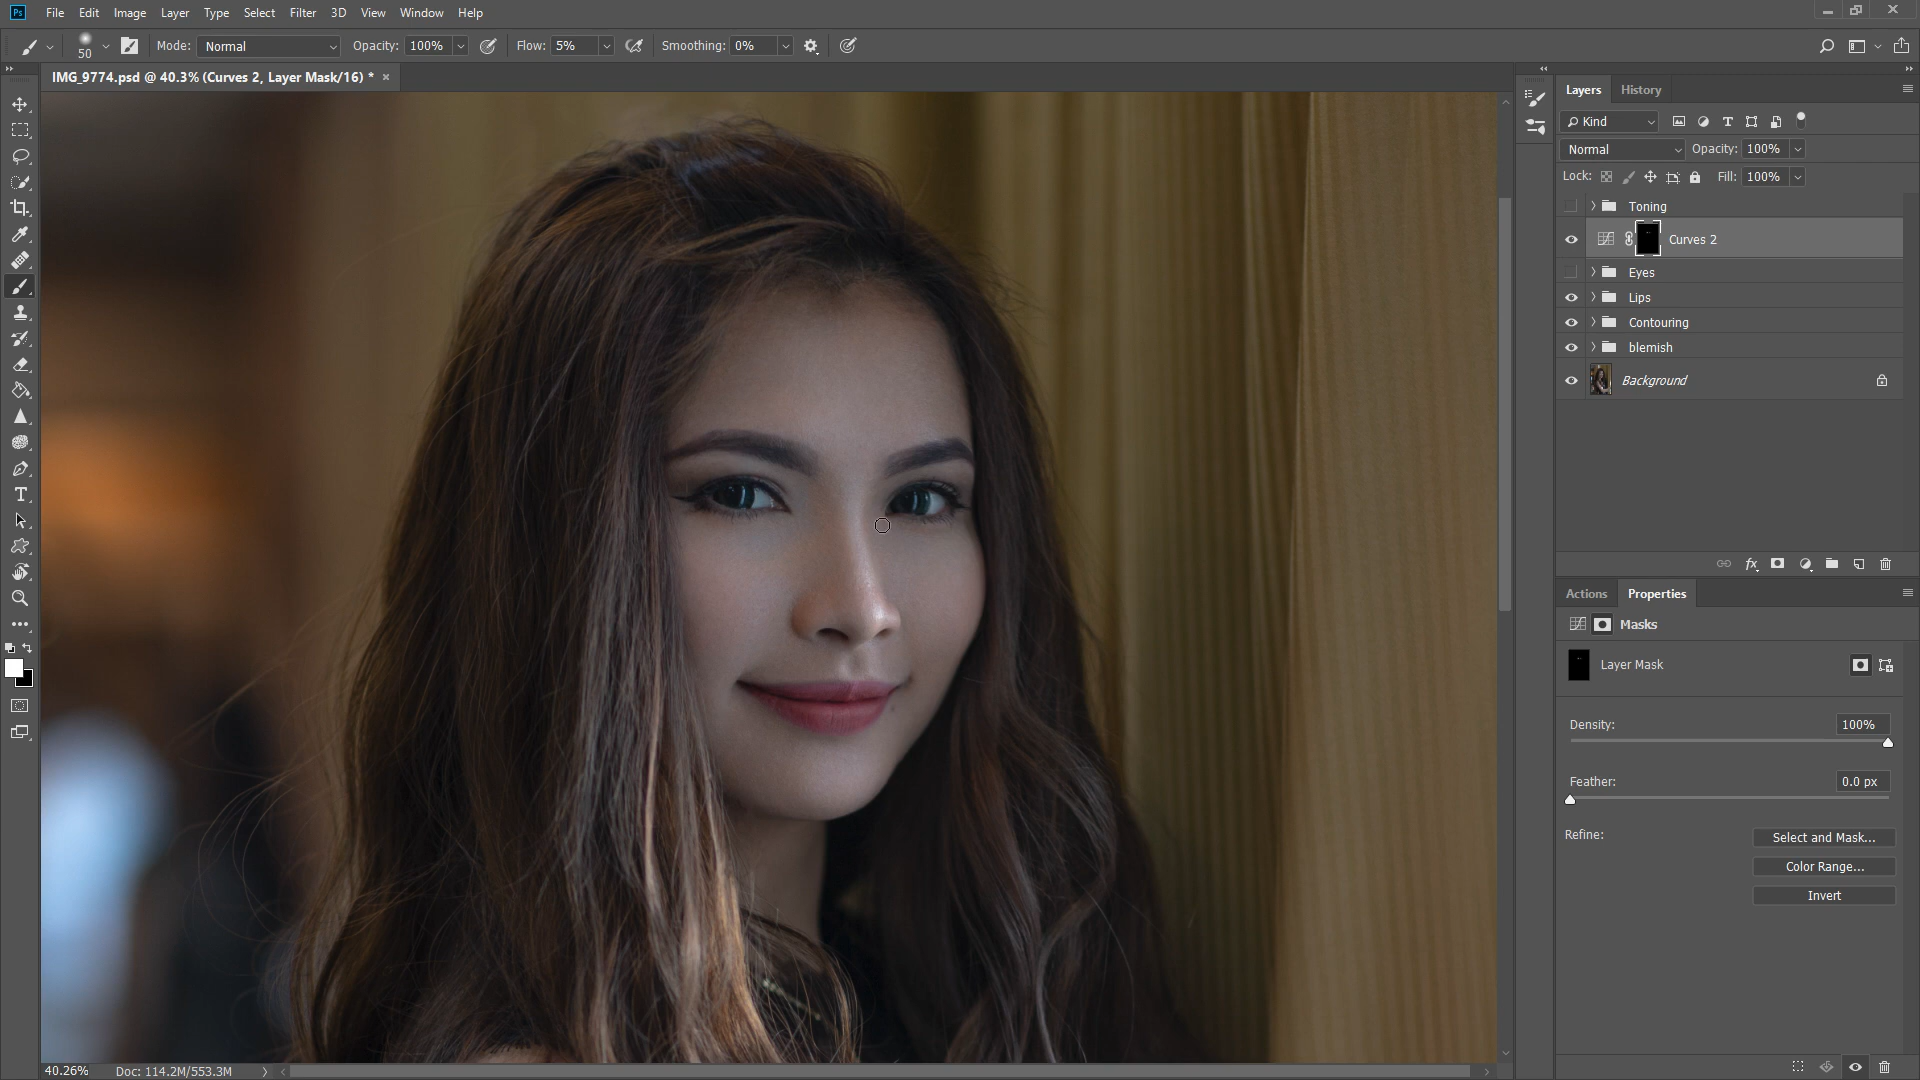 Ps File Edit Image Layer Type Select Filter 3D View Window Help
50 Mode: Normal Opacity: 100% Flow: 5% Smoothing: 0%
IMG_9774.psd @ 40.3% (Curves 2, Layer Mask/16) * ×
Layers History
Kind
Normal Opacity: 100%
Lock: Fill: 100%
Toning
Curves 2
Eyes
Lips
Contouring
blemish
Background
fx
Actions Properties
Masks
Layer Mask
Density: 100%
Feather: 0.0 px
Refine: Select and Mask...
Color Range...
Invert
40.26% Doc: 114.2M/553.3M